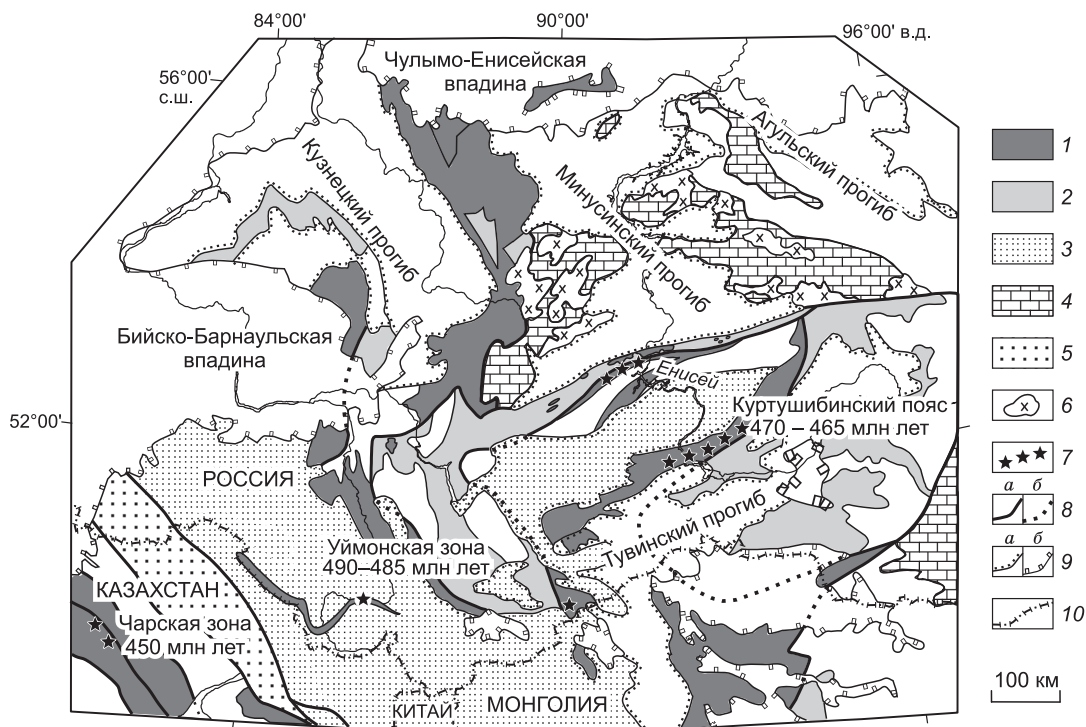 84°00'
90°00'
96°00' в.д.
56°00'
с.ш.
52°00'
Чулымо-Енисейская
впадина
Кузнецкий прогиб
Минусинский прогиб
Агульский прогиб
Бийско-Барнаульская
впадина
Енисей
Куртушибинский пояс
470 – 465 млн лет
РОССИЯ
Тувинский прогиб
Уймонская зона
490–485 млн лет
КАЗАХСТАН
Чарская зона
450 млн лет
КИТАЙ
МОНГОЛИЯ
1
2
3
4
5
x 6
7
а б
8
а б
9
10
100 км